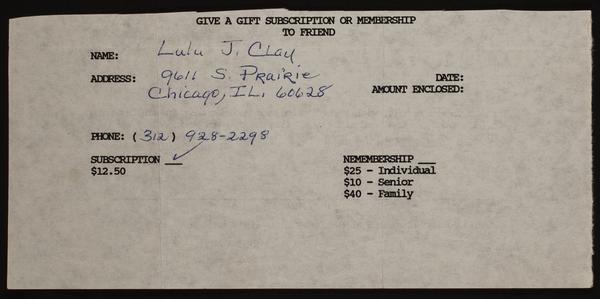 GIVE A GIFT SUBSCRIPTION OR MEMBERSHIP
TO FRIEND
NAME: Lulu J. Clay
ADDRESS: 9611 S. Prairie
Chicago, IL. 60628
DATE:
AMOUNT ENCLOSED:
PHONE: (312) 928-2298
SUBSCRIPTION ✓
$12.50
NEMEMBERSHIP ___
$25 - Individual
$10 - Senior
$40 - Family